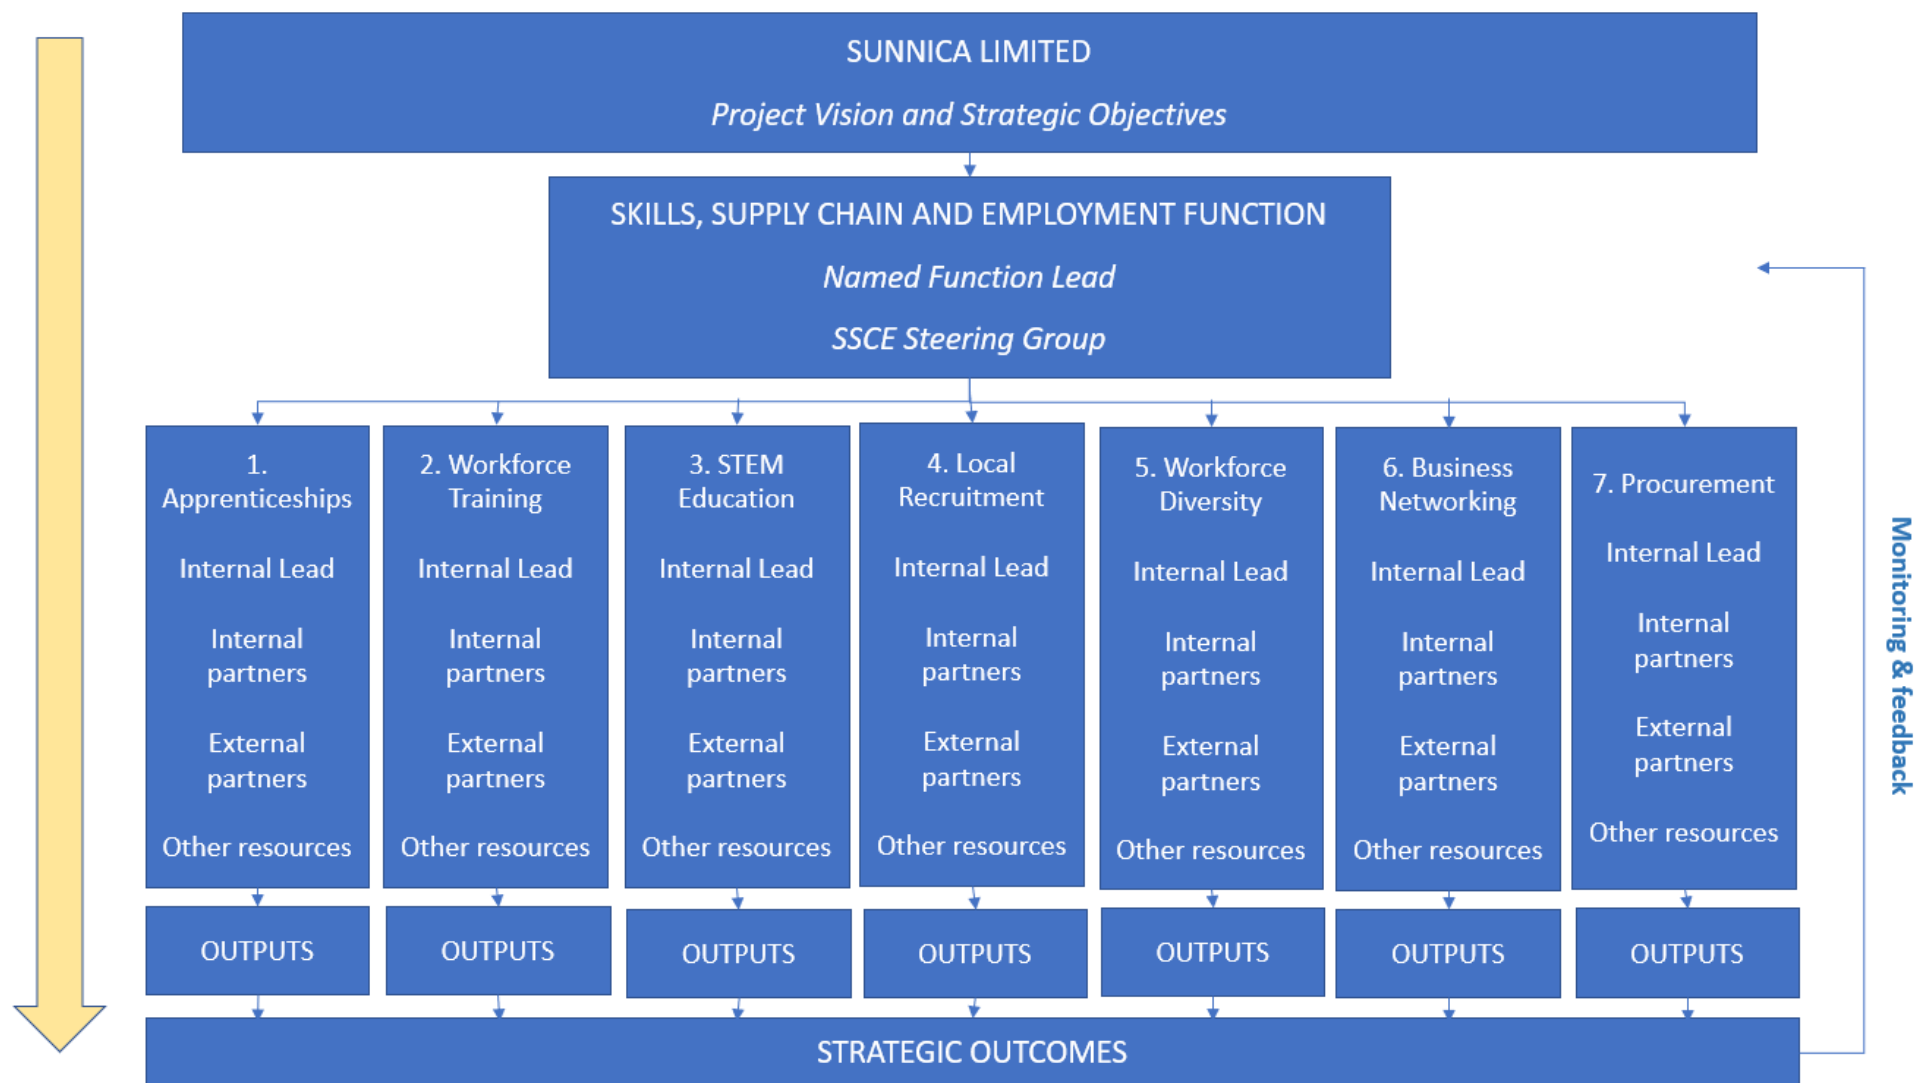 SUNNICA LIMITED
Project Vision and Strategic Objectives
SKILLS, SUPPLY CHAIN AND EMPLOYMENT FUNCTION
Named Function Lead
SSCE Steering Group
1.
Apprenticeships
Internal Lead
Internal
partners
External
partners
Other resources
2. Workforce
Training
Internal Lead
Internal
partners
External
partners
Other resources
3. STEM
Education
Internal Lead
Internal
partners
External
partners
Other resources
4. Local
Recruitment
Internal Lead
Internal
partners
External
partners
Other resources
5. Workforce
Diversity
Internal Lead
Internal
partners
External
partners
Other resources
6. Business
Networking
Internal Lead
Internal
partners
External
partners
Other resources
7. Procurement
Internal Lead
Internal
partners
External
partners
Other resources
OUTPUTS
OUTPUTS
OUTPUTS
OUTPUTS
OUTPUTS
OUTPUTS
OUTPUTS
STRATEGIC OUTCOMES
Monitoring & feedback